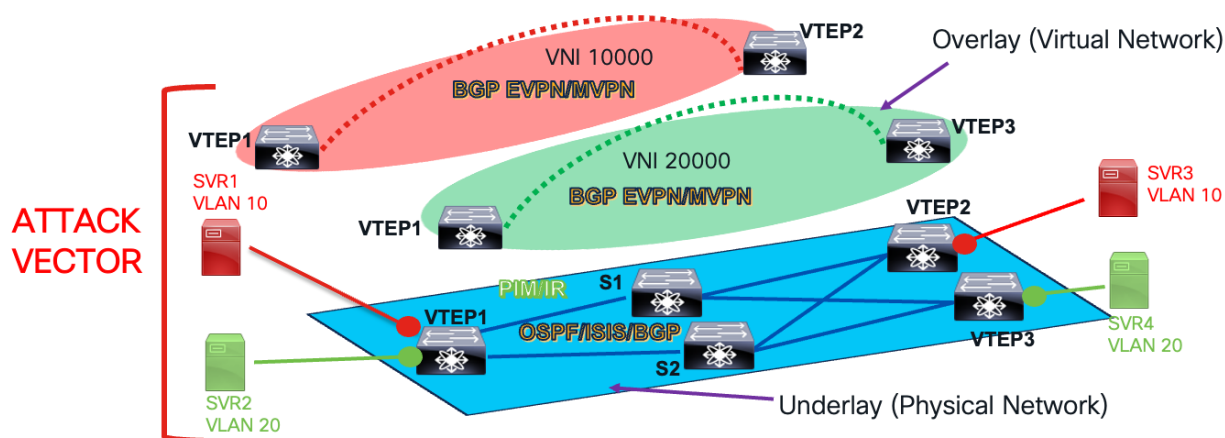 VTEP2
VNI 10000
Overlay (Virtual Network)
BGP EVPN/MVPN
VTEP1
VTEP3
VNI 20000
SVR1
VLAN 10
SVR3
VLAN 10
BGP EVPN/MVPN
ATTACK
VECTOR
VTEP1
VTEP2
PIM/IR
S1
VTEP1
OSPF/ISIS/BGP
VTEP3
SVR4
VLAN 20
S2
SVR2
VLAN 20
Underlay (Physical Network)